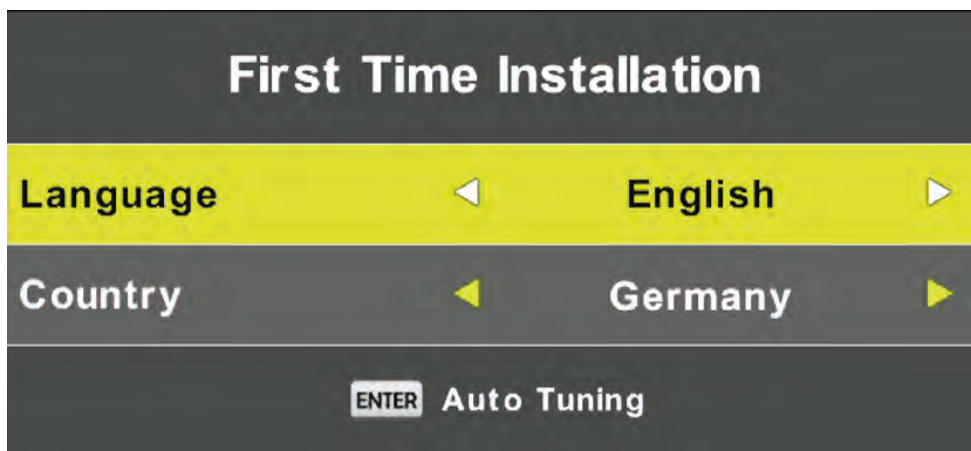 First Time Installation
Language English
Country Germany
ENTER Auto Tuning